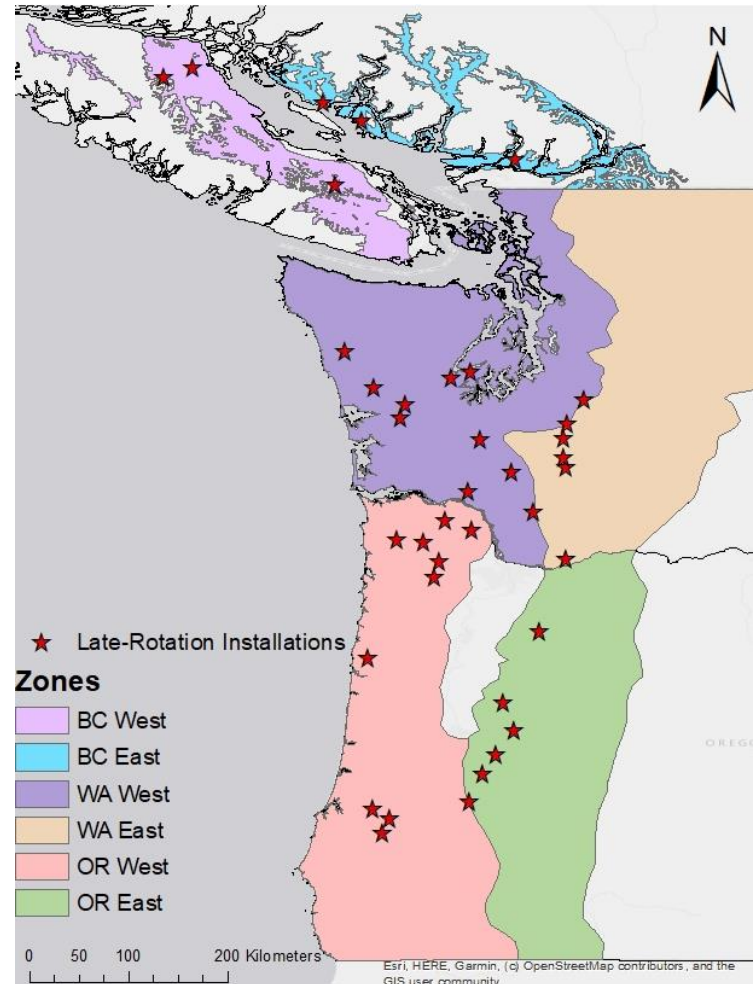 N
OREGO
Late-Rotation Installations
Zones
BC West
BC East
WA West
WA East
OR West
OR East
0 50 100 200 Kilometers
Esri, HERE, Garmin, (c) OpenStreetMap contributors, and the
GIS user community